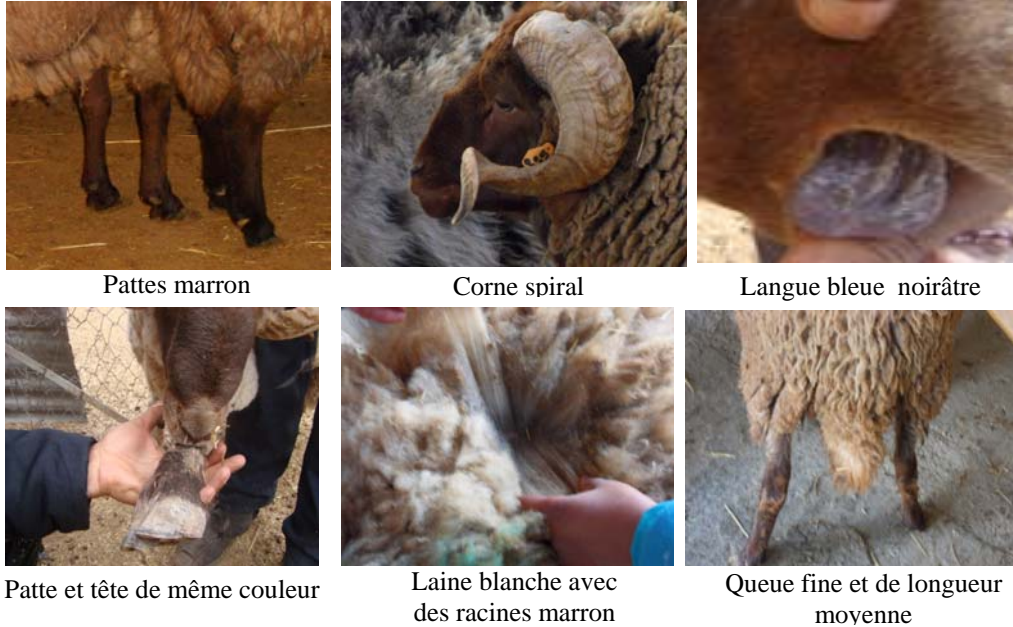 Pattes marron
Corne spiral
Langue bleue noirâtre
Patte et tête de même couleur
Laine blanche avec
des racines marron
Queue fine et de longueur
moyenne